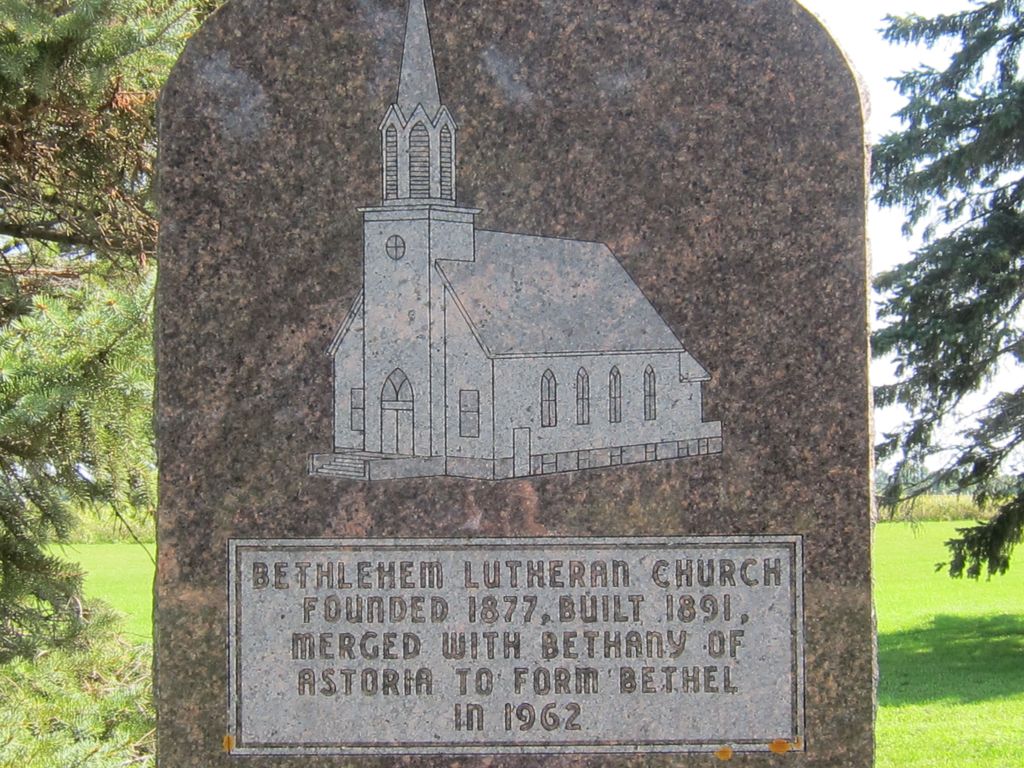 BETHLEHEM LUTHERAN CHURCH
FOUNDED 1877, BUILT 1891,
MERGED WITH BETHANY OF
ASTORIA TO FORM BETHEL
IN 1962